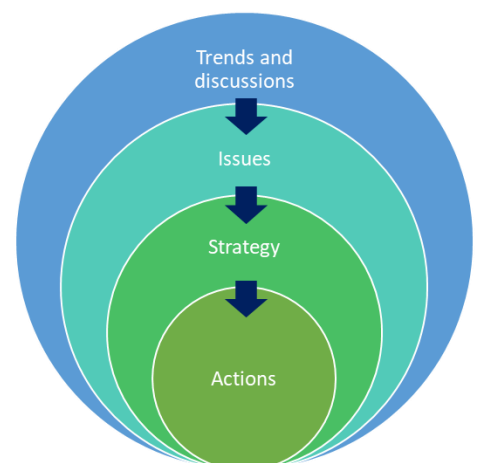 Trends and
discussions
Issues
Strategy
Actions